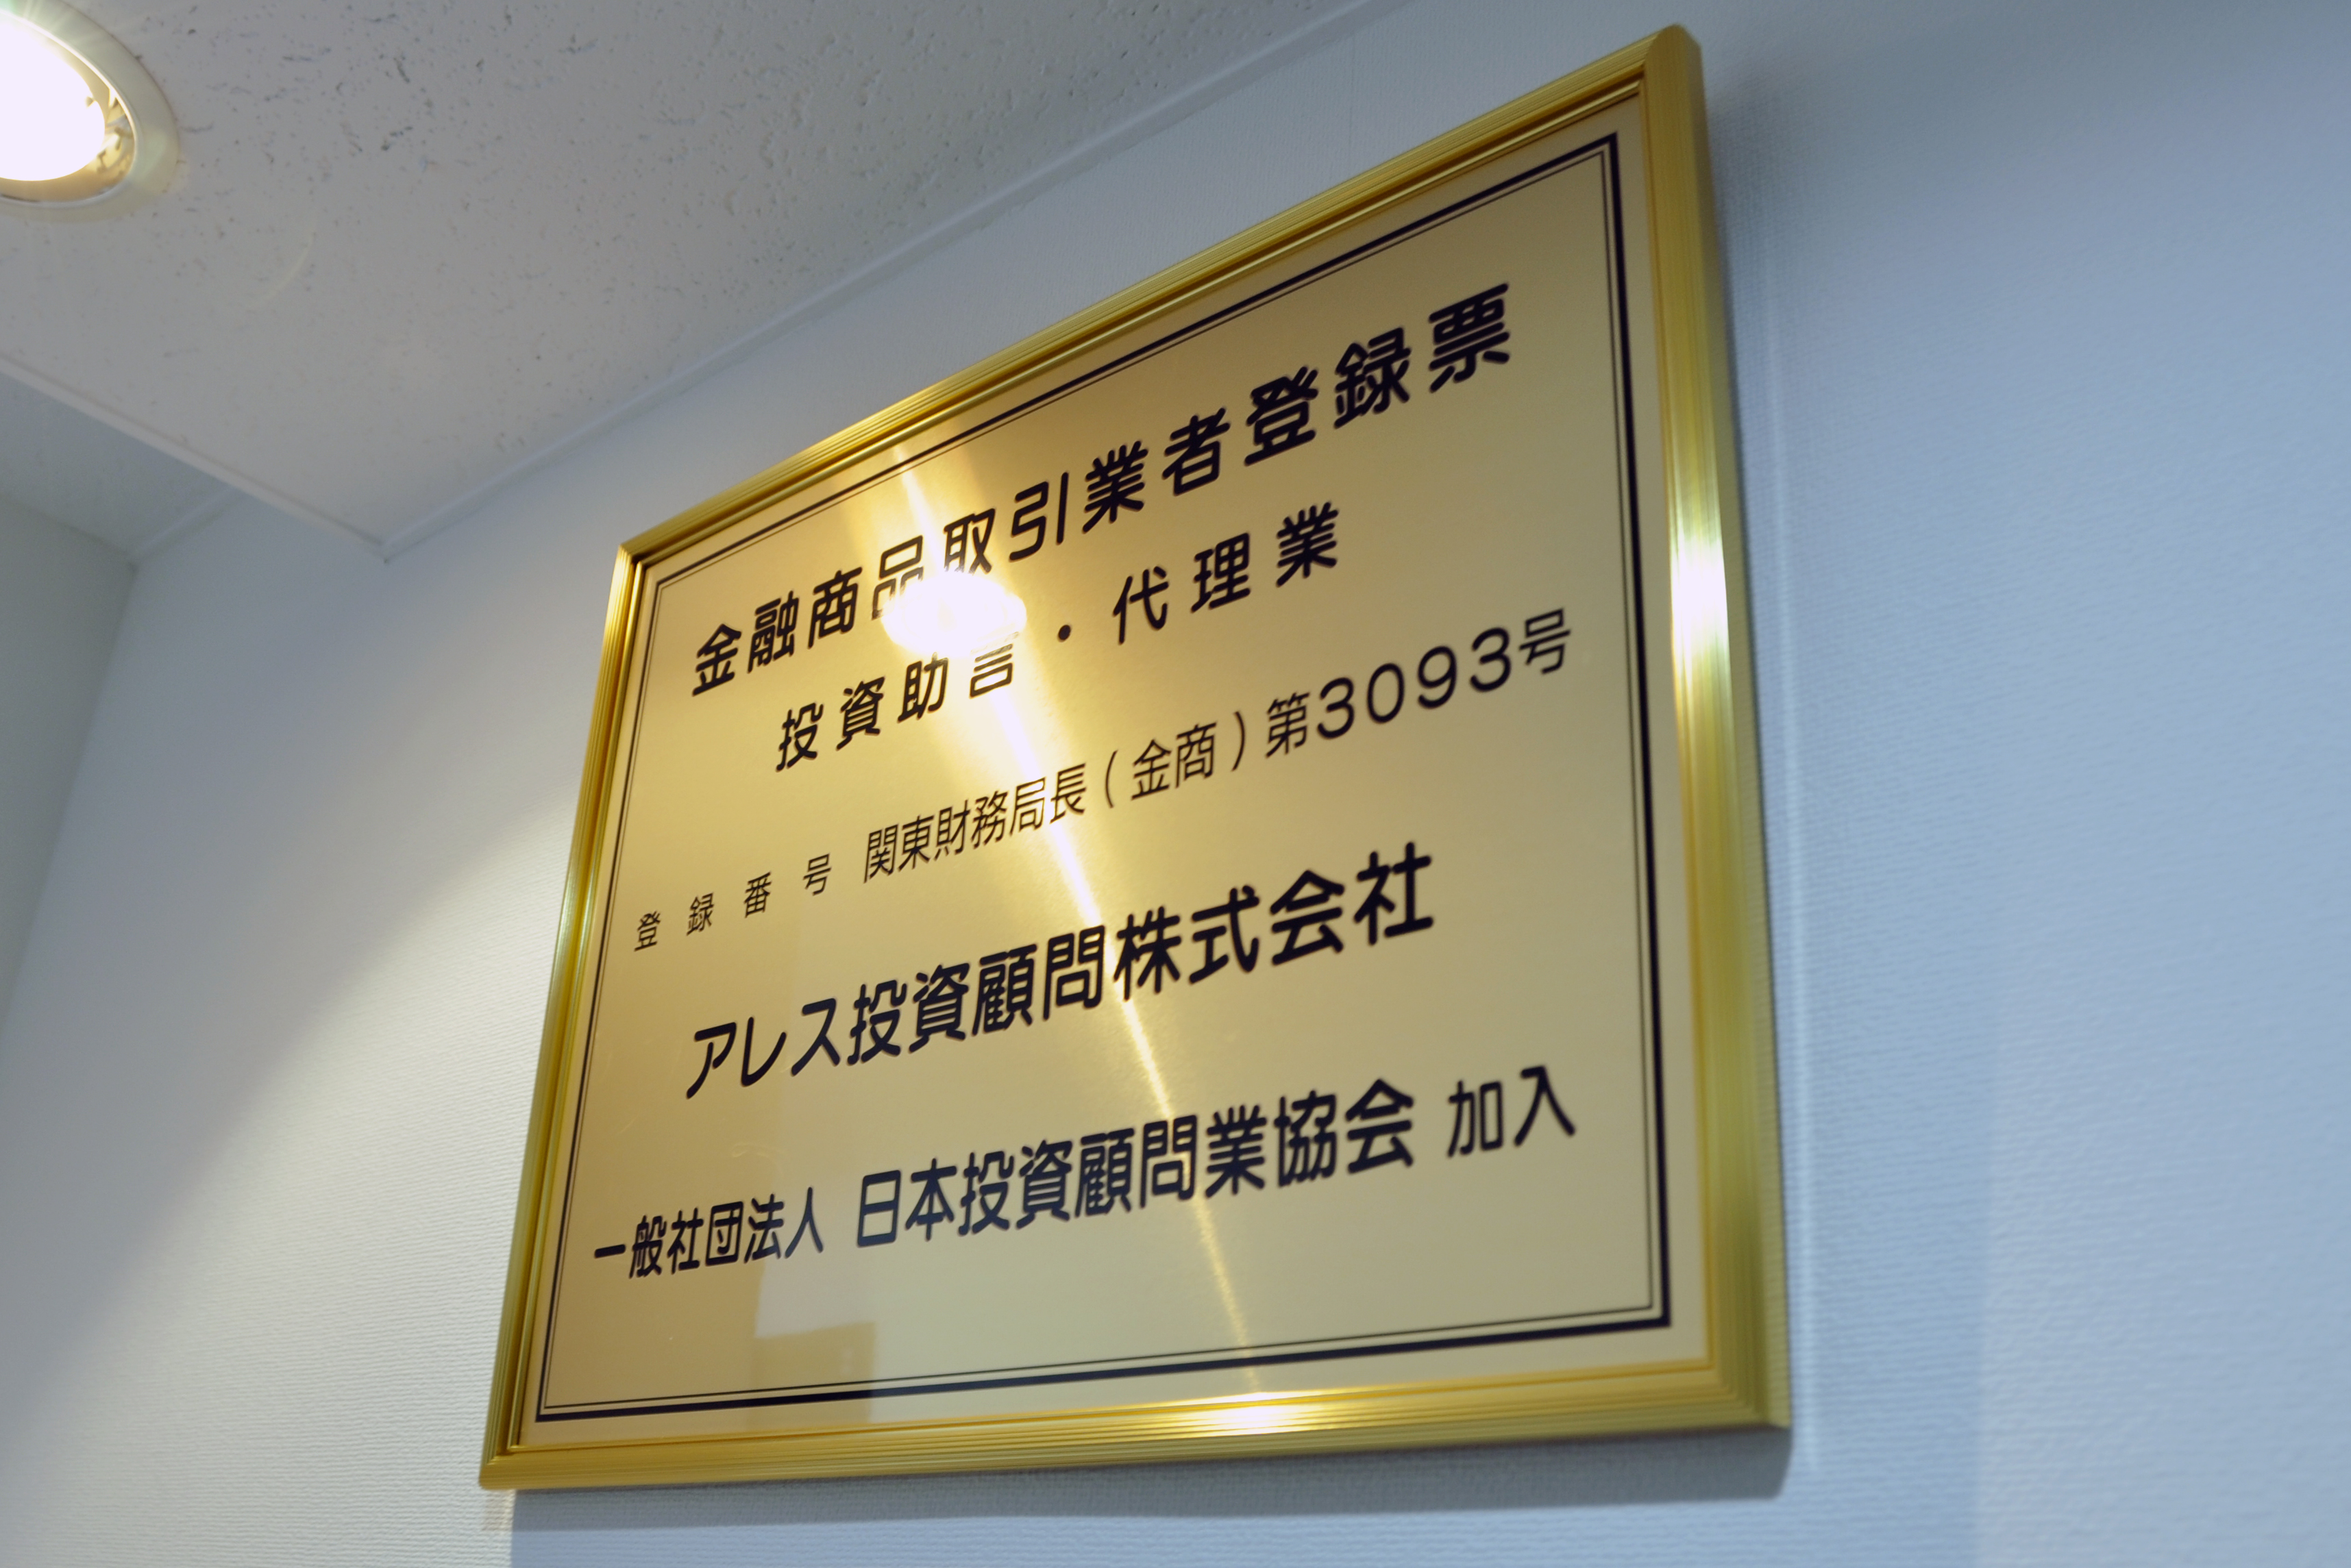 金融商品取引業者登録票
投資助言・代理業
登録番号 関東財務局長(金商)第3093号
アレス投資顧問株式会社
一般社団法人 日本投資顧問業協会 加入